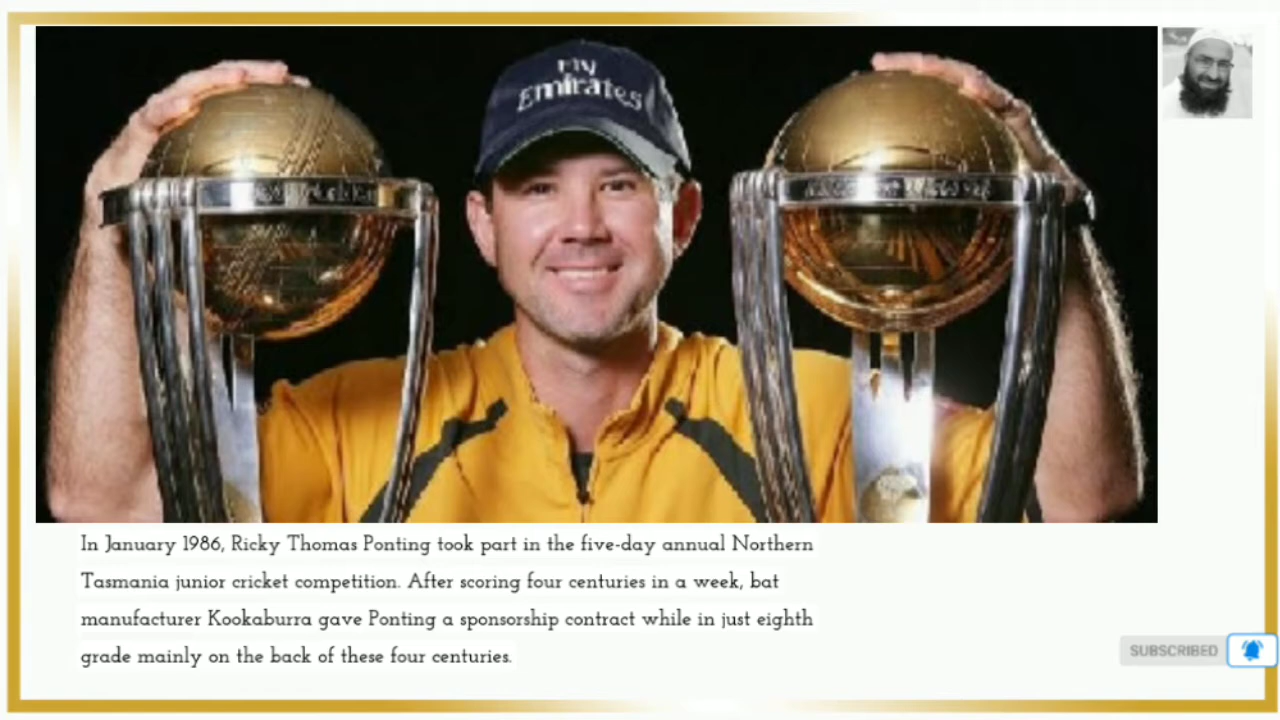 Fly
Emirates
In January 1986, Ricky Thomas Ponting took part in the five-day annual Northern
Tasmania junior cricket competition. After scoring four centuries in a week, bat
manufacturer Kookaburra gave Ponting a sponsorship contract while in just eighth
grade mainly on the back of these four centuries.
SUBSCRIBED